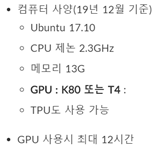 컴퓨터 사양(19년 12월 기준)
Ubuntu 17.10
CPU 제논 2.3GHz
메모리 13G
GPU : K80 또는 T4 :
TPU도 사용 가능
GPU 사용시 최대 12시간